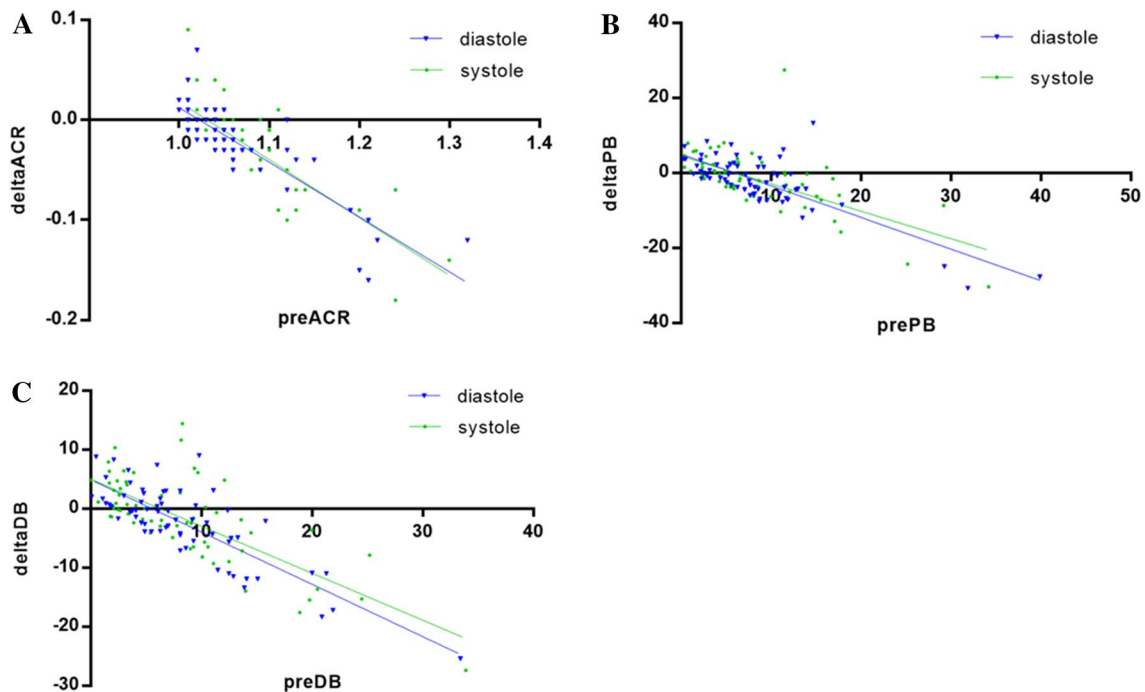 A
0.1
0.0
-0.1
-0.2
1.0
1.1
1.2
1.3
1.4
deltaACR
preACR
diastole
systole
B
40
20
0
-20
-40
10
20
30
40
50
deltaPB
prePB
diastole
systole
C
20
10
0
-10
-20
-30
10
20
30
40
deltaDB
preDB
diastole
systole